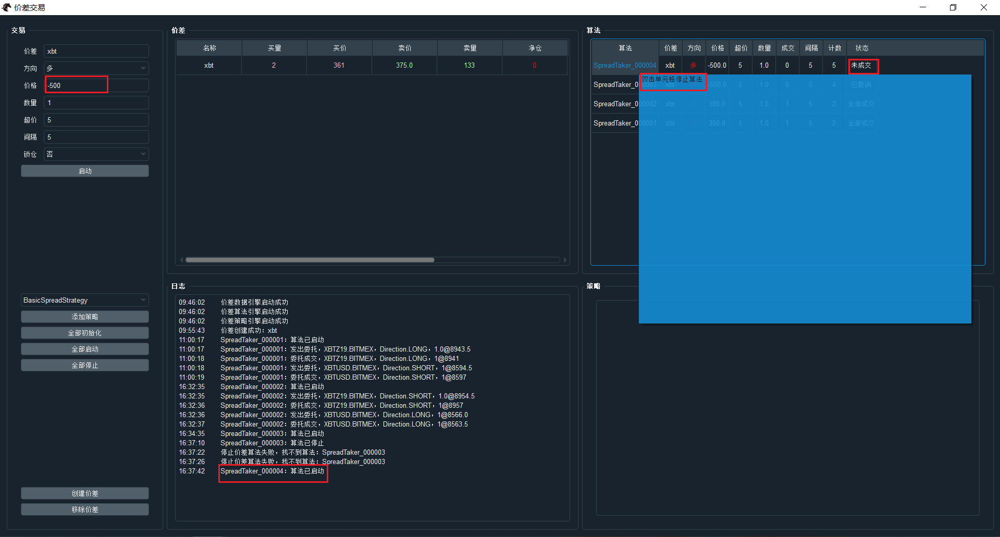 价差交易
交易
价差 xbt
方向 多
价格 -500
数量 1
超价 5
间隔 5
锁仓 否
启动
BasicSpreadStrategy
添加策略
全部初始化
全部启动
全部停止
创建价差
移除价差
价差
名称 买量 买价 卖价 卖量 净仓
xbt 2 361 375.0 133 0
日志
09:46:02 价差数据引擎启动成功
09:46:02 价差算法引擎启动成功
09:46:02 价差策略引擎启动成功
09:55:43 价差创建成功：xbt
11:00:17 SpreadTaker_000001：算法已启动
11:00:17 SpreadTaker_000001：发出委托，XBTZ19.BITMEX，Direction.LONG，1.0@8943.5
11:00:18 SpreadTaker_000001：委托成交，XBTZ19.BITMEX，Direction.LONG，1@8941
11:00:18 SpreadTaker_000001：发出委托，XBTUSD.BITMEX，Direction.SHORT，1@8594.5
11:00:19 SpreadTaker_000001：委托成交，XBTUSD.BITMEX，Direction.SHORT，1@8597
16:32:35 SpreadTaker_000002：算法已启动
16:32:35 SpreadTaker_000002：发出委托，XBTZ19.BITMEX，Direction.SHORT，1.0@8954.5
16:32:36 SpreadTaker_000002：委托成交，XBTZ19.BITMEX，Direction.SHORT，1@8957
16:32:36 SpreadTaker_000002：发出委托，XBTUSD.BITMEX，Direction.LONG，1@8566.0
16:32:37 SpreadTaker_000002：委托成交，XBTUSD.BITMEX，Direction.LONG，1@8563.5
16:34:35 SpreadTaker_000003：算法已启动
16:37:10 SpreadTaker_000003：算法已停止
16:37:22 停止价差算法失败，找不到算法：SpreadTaker_000003
16:37:26 停止价差算法失败，找不到算法：SpreadTaker_000003
16:37:42 SpreadTaker_000004：算法已启动
算法
算法 价差 方向 价格 超价 数量 成交 间隔 计数 状态
SpreadTaker_000004 xbt 多 -500.0 5 1.0 0 5 5 未成交
双击单元格停止算法
SpreadTaker_000003 xbt -500.0 5 1.0 0 5 4 已撤销
SpreadTaker_000002 xbt 380.0 5 1.0 1 5 2 全部成交
SpreadTaker_000001 xbt 350.0 5 1.0 1 5 2 全部成交
策略